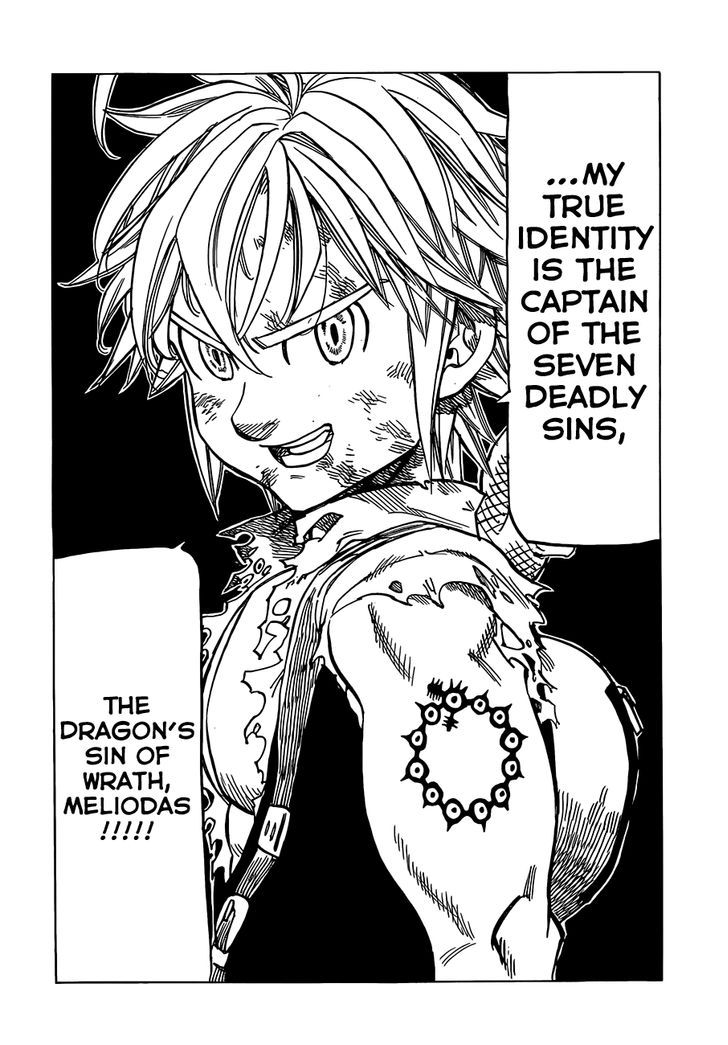 ...MY
TRUE
IDENTITY
IS THE
CAPTAIN
OF THE
SEVEN
DEADLY
SINS,
THE
DRAGON'S
SIN OF
WRATH,
MELIODAS
!!!!!